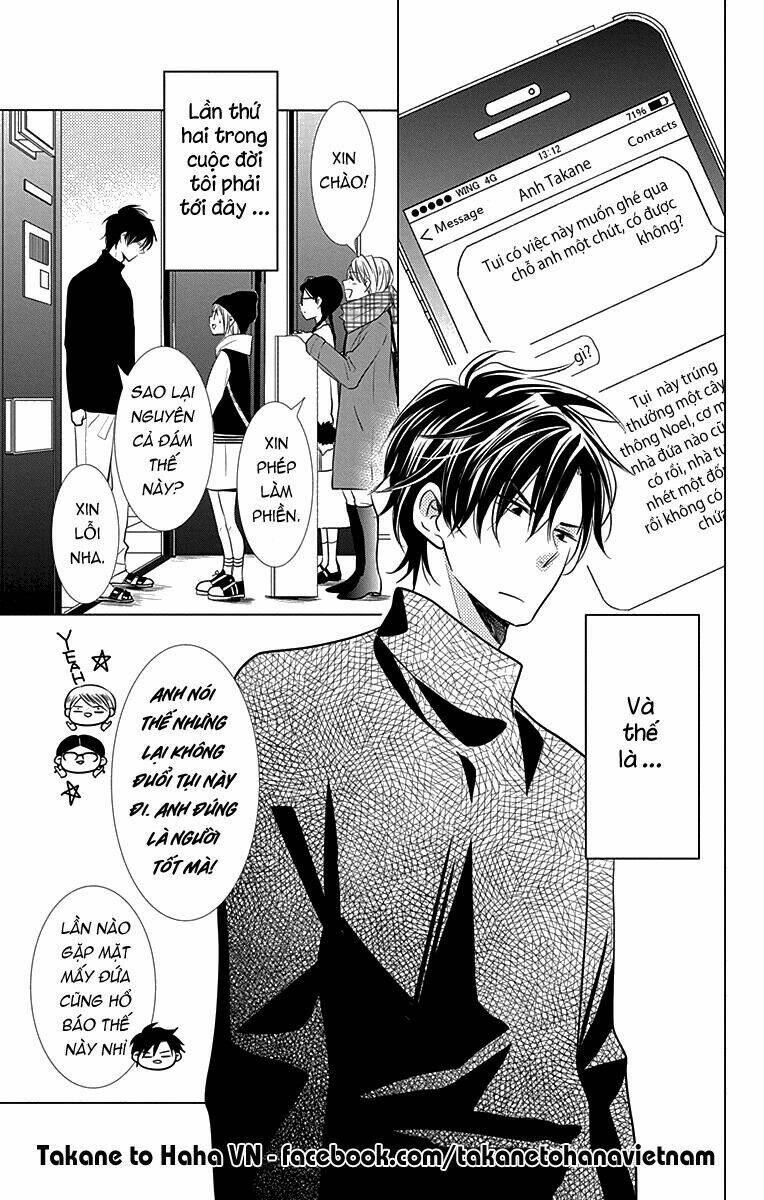 WING 4G
13:12
71%
Message
Anh Takane
Contacts
Tui có việc này muốn ghé qua
chỗ anh một chút, có được
không?
gì?
Tụi này trúng
thưởng một cây
thông Noel, cơ m
nhà đứa nào cũ
có rồi, nhà tu
nhét một đố
rồi không có
chứ
Lần thứ
hai trong
cuộc đời
tôi phải
tới đây ...
XIN
CHÀO!
SAO LẠI
NGUYÊN
CẢ ĐÁM
THẾ
NÀY?
XIN
PHÉP
LÀM
PHIỀN.
XIN
LỖI
NHA.
Và
thế
là ...
YEAH
ANH NÓI
THẾ NHƯNG
LẠI KHÔNG
ĐUỔI TỤI NÀY
ĐI. ANH ĐÚNG
LÀ NGƯỜI
TỐT MÀ!
LẦN NÀO
GẶP MẶT
MẤY ĐỨA
CŨNG HỔ
BÁO THẾ
NÀY NHỈ
Takane to Haha VN - facebook.com/takanetohanavietnam